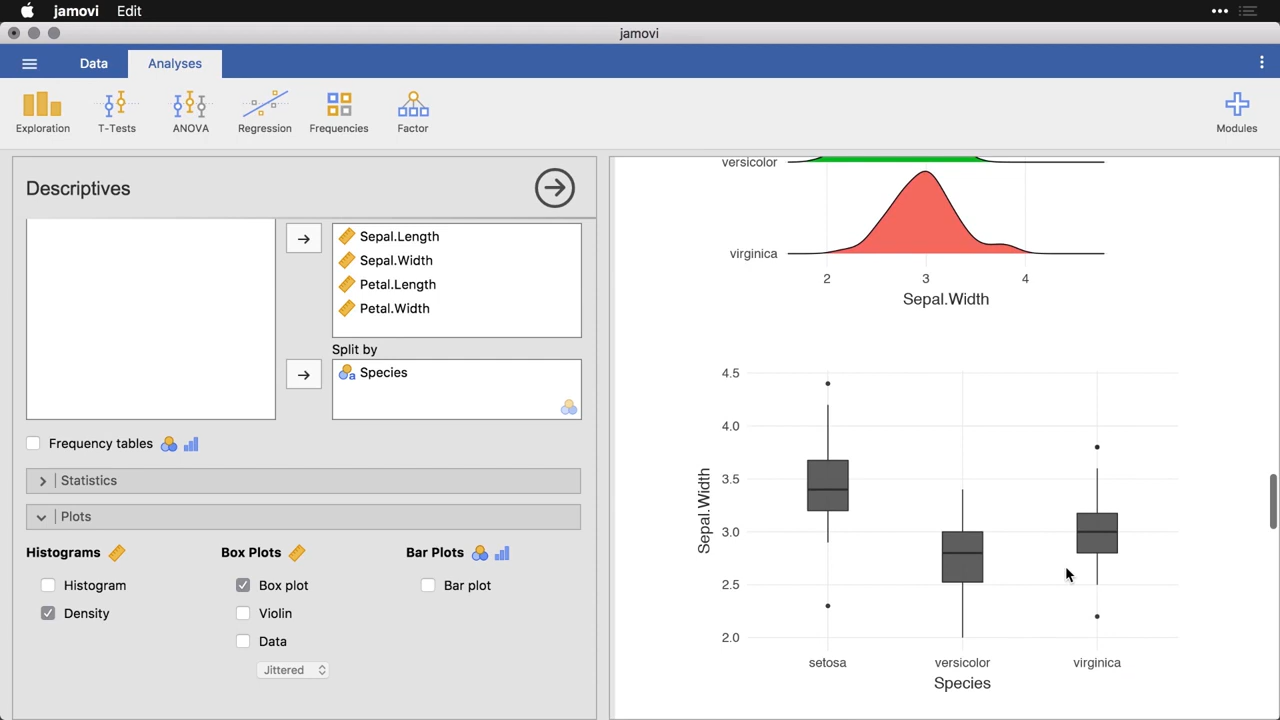 jamovi Edit
jamovi
Data Analyses
Exploration T-Tests ANOVA Regression Frequencies Factor Modules
Descriptives
Sepal.Length
Sepal.Width
Petal.Length
Petal.Width
Split by
Species
a
Frequency tables
Statistics
Plots
Histograms Box Plots Bar Plots
Histogram Box plot Bar plot
Density Violin
Data
Jittered
versicolor
virginica
2 3 4
Sepal.Width
4.5
4.0
3.5
3.0
2.5
2.0
Sepal.Width
setosa versicolor virginica
Species